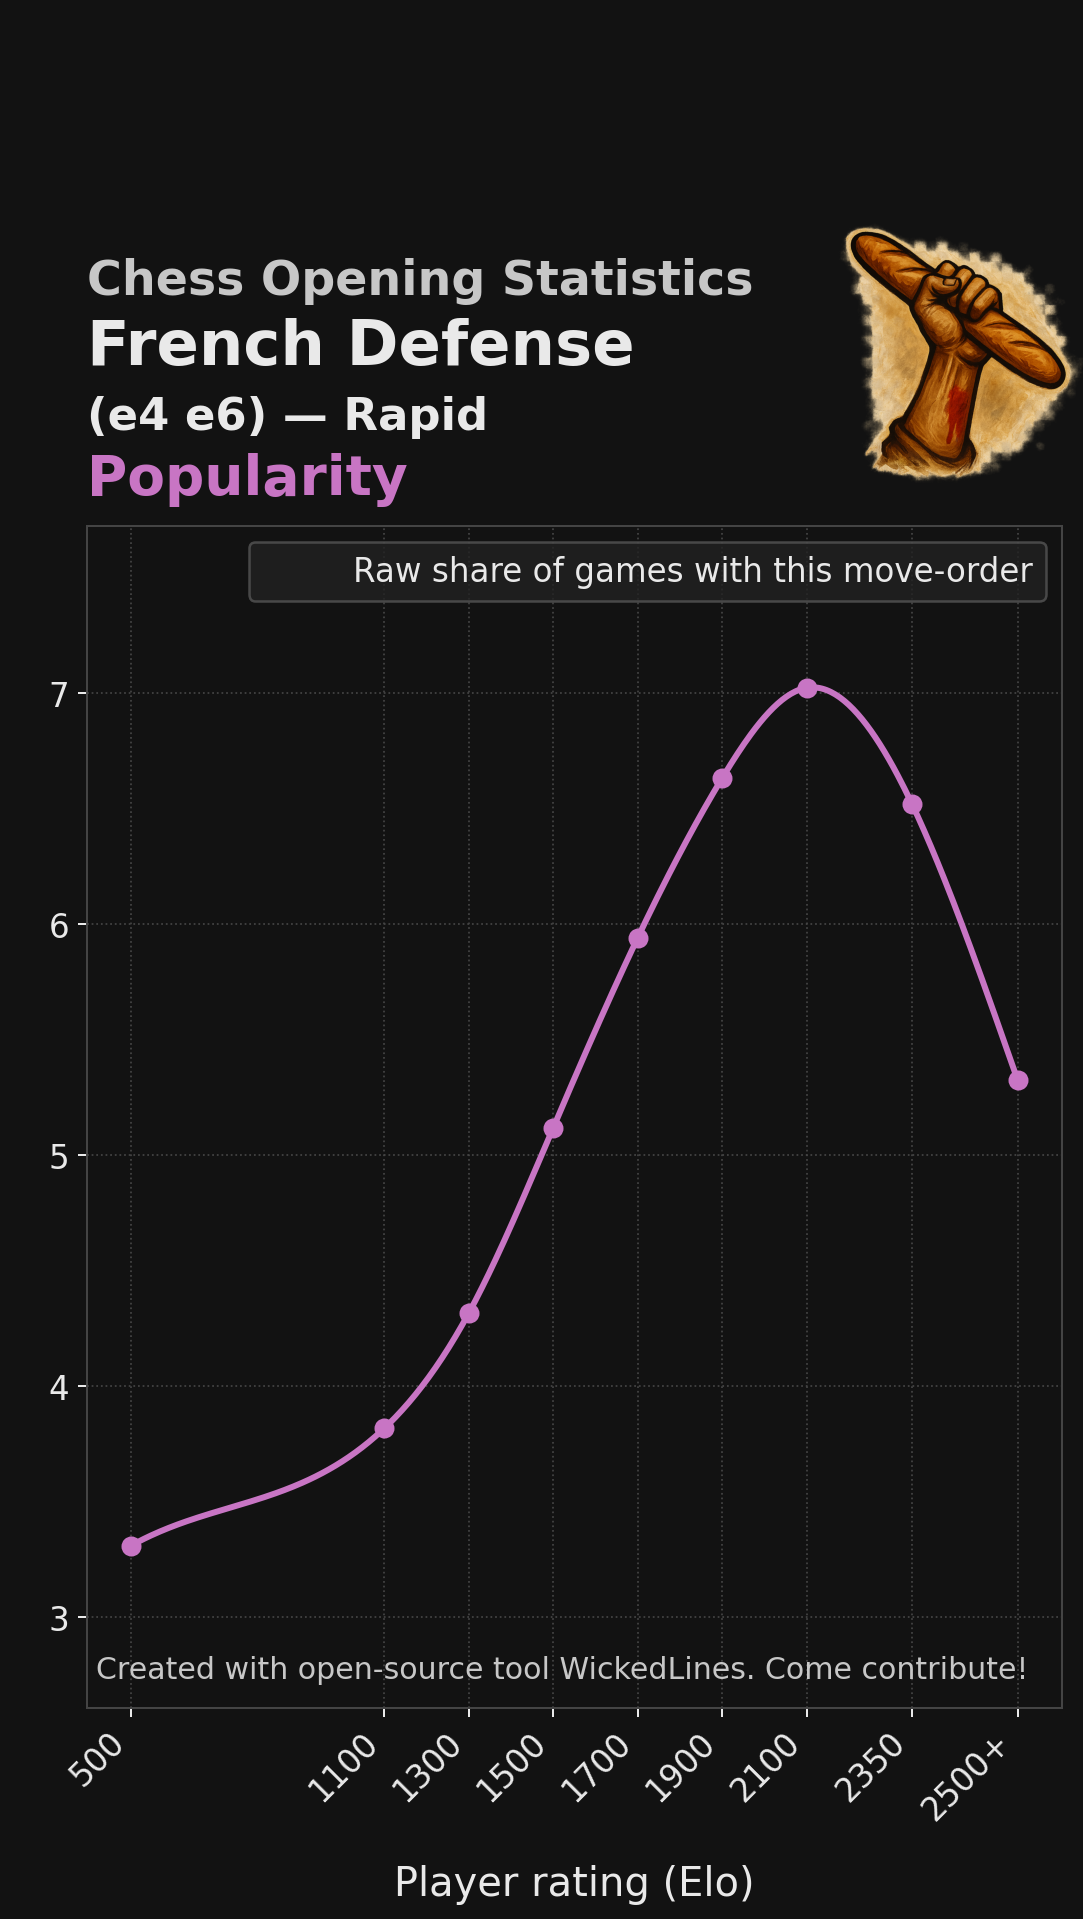 Chess Opening Statistics
French Defense
(e4 e6) — Rapid
Popularity
Raw share of games with this move-order
7
6
5
4
3
Created with open-source tool WickedLines. Come contribute!
500
1100
1300
1500
1700
1900
2100
2350
2500+
Player rating (Elo)